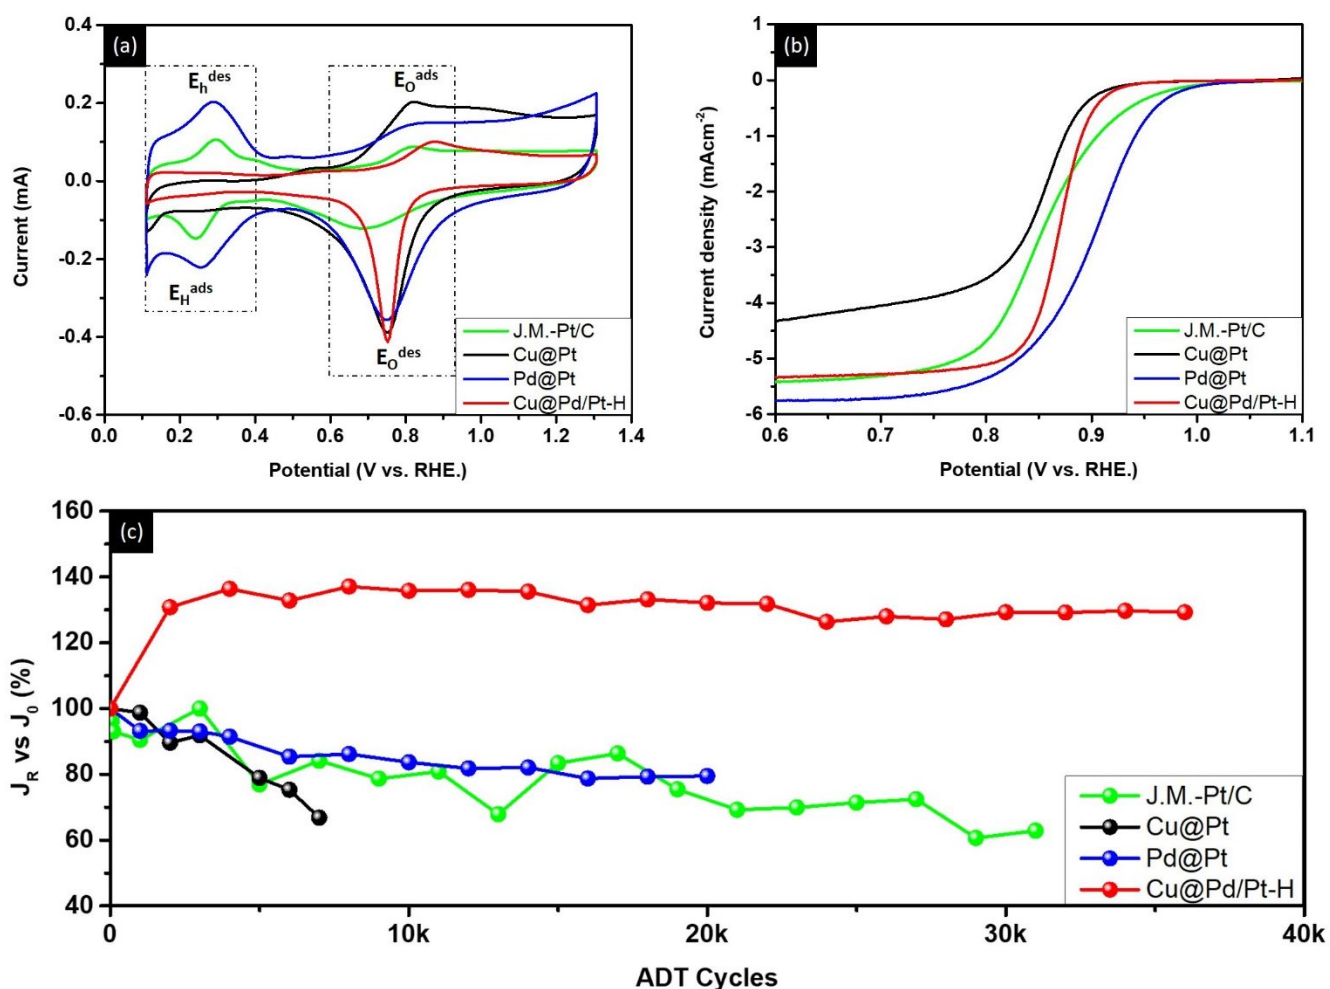 (a)
E_h^des
E_O^ads
E_H^ads
E_O^des
J.M.-Pt/C
Cu@Pt
Pd@Pt
Cu@Pd/Pt-H
0.4
0.2
0.0
-0.2
-0.4
-0.6
Current (mA)
0.0 0.2 0.4 0.6 0.8 1.0 1.2 1.4
Potential (V vs. RHE.)
(b)
1
0
-1
-2
-3
-4
-5
-6
Current density (mAcm⁻²)
J.M.-Pt/C
Cu@Pt
Pd@Pt
Cu@Pd/Pt-H
0.6 0.7 0.8 0.9 1.0 1.1
Potential (V vs. RHE.)
(c)
160
140
120
100
80
60
40
J_R vs J_0 (%)
J.M.-Pt/C
Cu@Pt
Pd@Pt
Cu@Pd/Pt-H
0 10k 20k 30k 40k
ADT Cycles